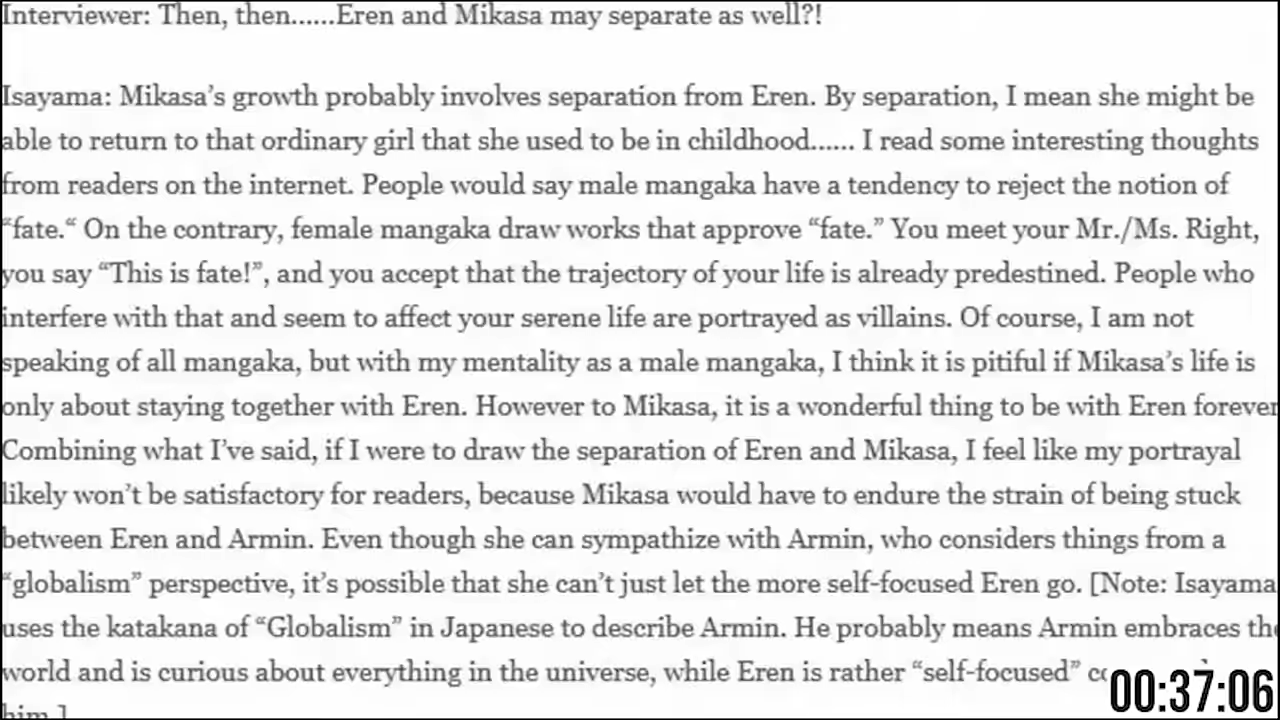 Interviewer: Then, then......Eren and Mikasa may separate as well?!
Isayama: Mikasa's growth probably involves separation from Eren. By separation, I mean she might be
able to return to that ordinary girl that she used to be in childhood...... I read some interesting thoughts
from readers on the internet. People would say male mangaka have a tendency to reject the notion of
“fate.“ On the contrary, female mangaka draw works that approve “fate.” You meet your Mr./Ms. Right,
you say “This is fate!”, and you accept that the trajectory of your life is already predestined. People who
interfere with that and seem to affect your serene life are portrayed as villains. Of course, I am not
speaking of all mangaka, but with my mentality as a male mangaka, I think it is pitiful if Mikasa’s life is
only about staying together with Eren. However to Mikasa, it is a wonderful thing to be with Eren forever
Combining what I’ve said, if I were to draw the separation of Eren and Mikasa, I feel like my portrayal
likely won’t be satisfactory for readers, because Mikasa would have to endure the strain of being stuck
between Eren and Armin. Even though she can sympathize with Armin, who considers things from a
“globalism” perspective, it’s possible that she can’t just let the more self-focused Eren go. [Note: Isayama
uses the katakana of “Globalism” in Japanese to describe Armin. He probably means Armin embraces the
world and is curious about everything in the universe, while Eren is rather “self-focused”
him.]
00:37:06